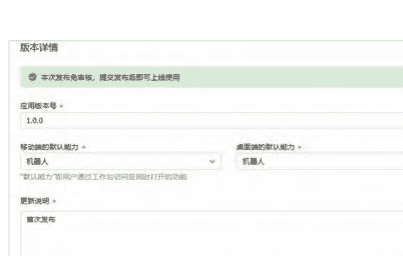 版本详情
本次发布免审核，提交发布后即可上线使用
应用版本号 *
1.0.0
移动端的默认能力 * 桌面端的默认能力 *
机器人 机器人
"默认能力"即用户通过工作台访问应用时打开的功能
更新说明 *
首次发布